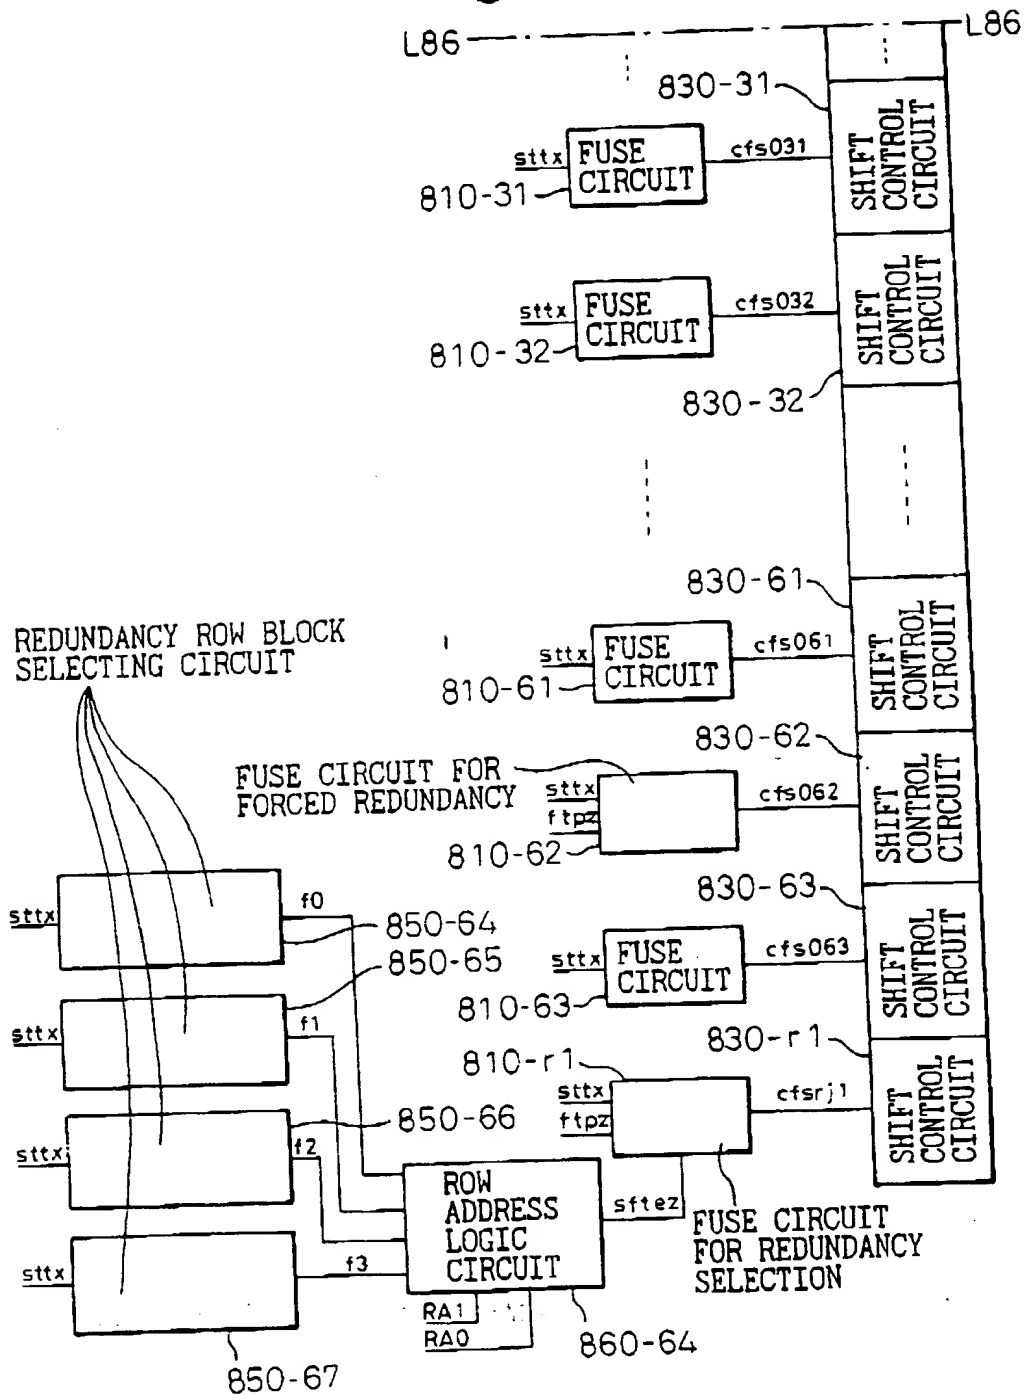 L86
L86
830-31
sttx
FUSE
CIRCUIT
cfs031
SHIFT
CONTROL
CIRCUIT
810-31
sttx
FUSE
CIRCUIT
cfs032
SHIFT
CONTROL
CIRCUIT
810-32
830-32
830-61
REDUNDANCY ROW BLOCK
SELECTING CIRCUIT
sttx
FUSE
CIRCUIT
cfs061
SHIFT
CONTROL
CIRCUIT
810-61
830-62
FUSE CIRCUIT FOR
FORCED REDUNDANCY
sttx
ftpz
cfs062
SHIFT
CONTROL
CIRCUIT
810-62
830-63
sttx
f0
850-64
sttx
FUSE
CIRCUIT
cfs063
SHIFT
CONTROL
CIRCUIT
850-65
810-63
sttx
f1
830-r1
810-r1
sttx
ftpz
cfsrj1
SHIFT
CONTROL
CIRCUIT
850-66
sttx
f2
ROW
ADDRESS
LOGIC
CIRCUIT
sftez
FUSE CIRCUIT
FOR REDUNDANCY
SELECTION
sttx
f3
RA1
RA0
860-64
850-67